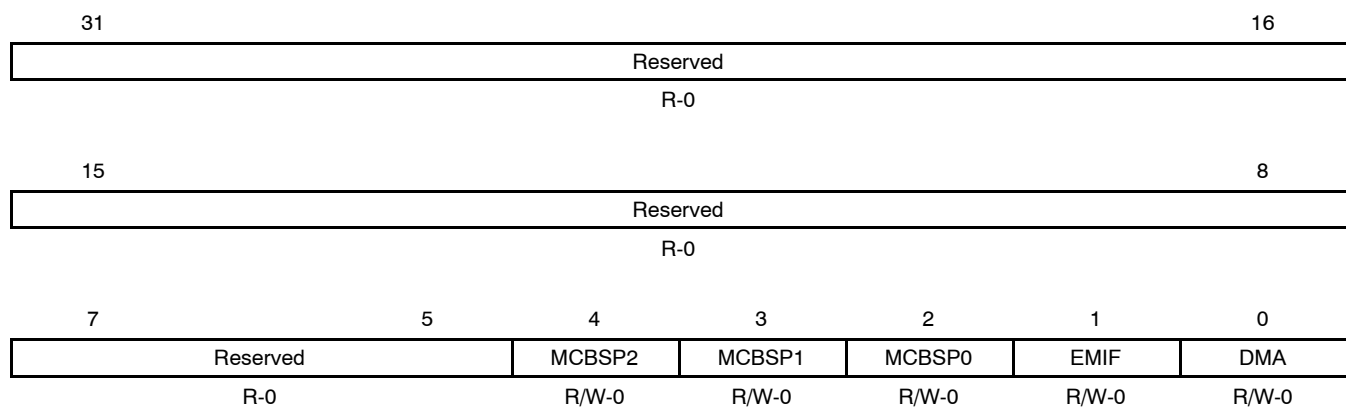 31 16
Reserved
R-0
15 8
Reserved
R-0
7 5 4 3 2 1 0
Reserved MCBSP2 MCBSP1 MCBSP0 EMIF DMA
R-0 R/W-0 R/W-0 R/W-0 R/W-0 R/W-0